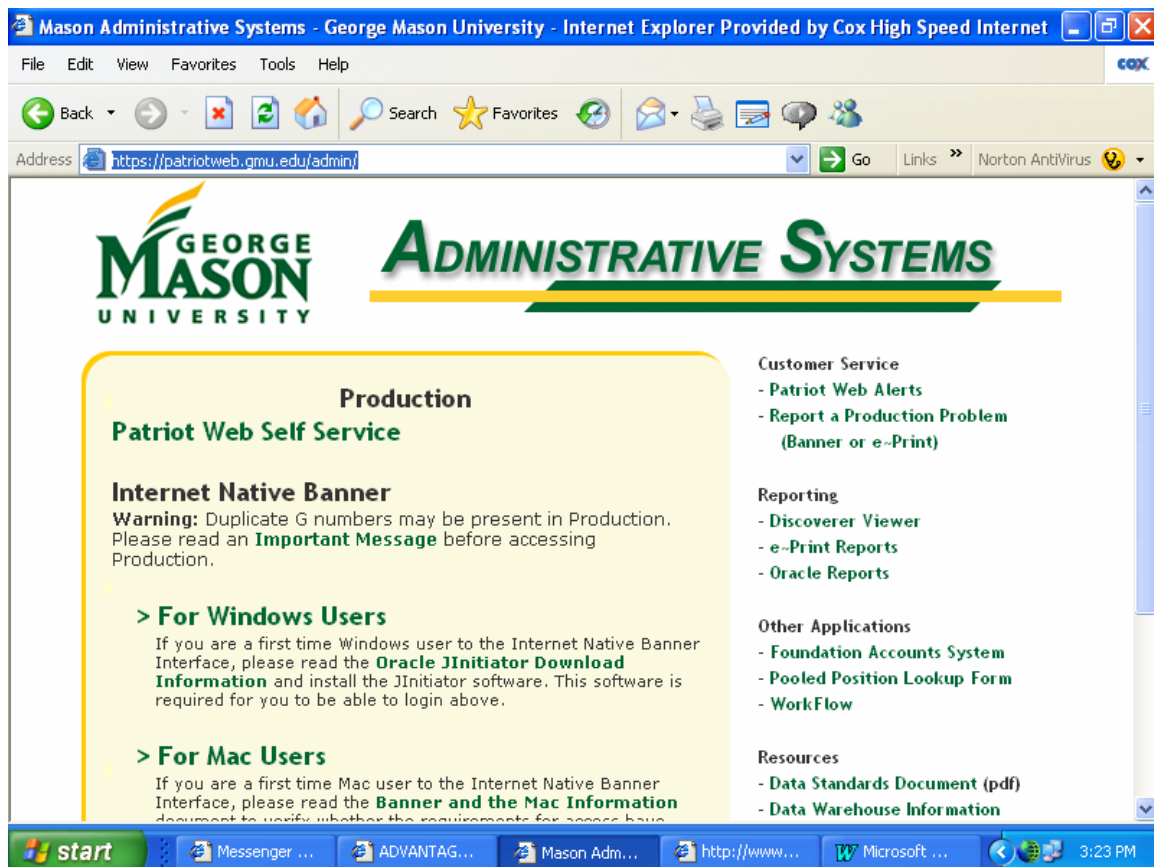 Mason Administrative Systems - George Mason University - Internet Explorer Provided by Cox High Speed Internet
File Edit View Favorites Tools Help
COX
Back Search Favorites
Address https://patriotweb.gmu.edu/admin/ Go Links » Norton AntiVirus
GEORGE
MASON
UNIVERSITY
ADMINISTRATIVE SYSTEMS
Production
Patriot Web Self Service
Internet Native Banner
Warning: Duplicate G numbers may be present in Production.
Please read an Important Message before accessing
Production.
> For Windows Users
If you are a first time Windows user to the Internet Native Banner
Interface, please read the Oracle JInitiator Download
Information and install the JInitiator software. This software is
required for you to be able to login above.
> For Mac Users
If you are a first time Mac user to the Internet Native Banner
Interface, please read the Banner and the Mac Information
document to verify whether the requirements for access have
Customer Service
- Patriot Web Alerts
- Report a Production Problem
(Banner or e~Print)
Reporting
- Discoverer Viewer
- e~Print Reports
- Oracle Reports
Other Applications
- Foundation Accounts System
- Pooled Position Lookup Form
- WorkFlow
Resources
- Data Standards Document (pdf)
- Data Warehouse Information
start Messenger ... ADVANTAG... Mason Adm... http://www... Microsoft ... 3:23 PM